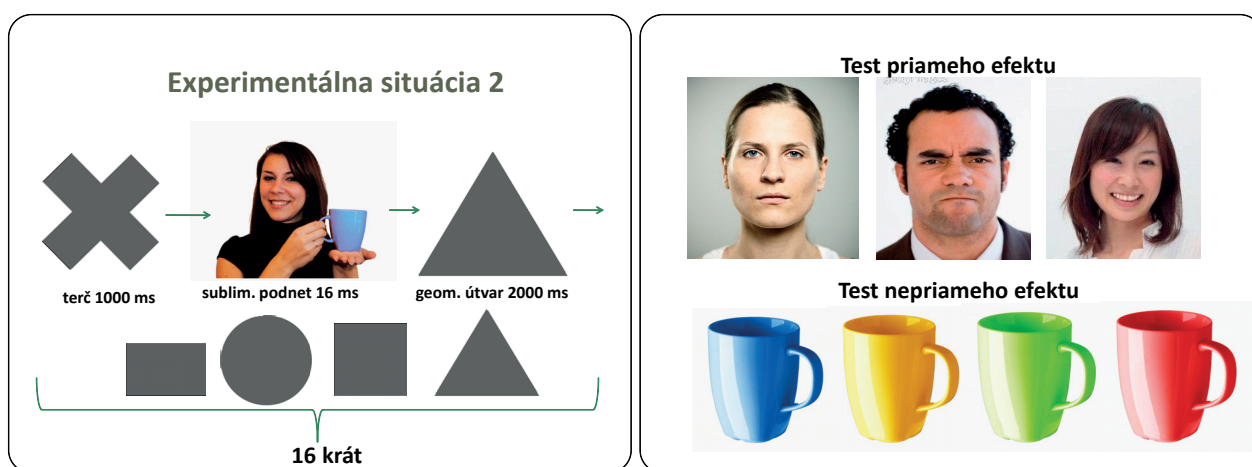 Experimentálna situácia 2
terč 1000 ms
sublim. podnet 16 ms
geom. útvar 2000 ms
16 krát
Test priameho efektu
Test nepriameho efektu